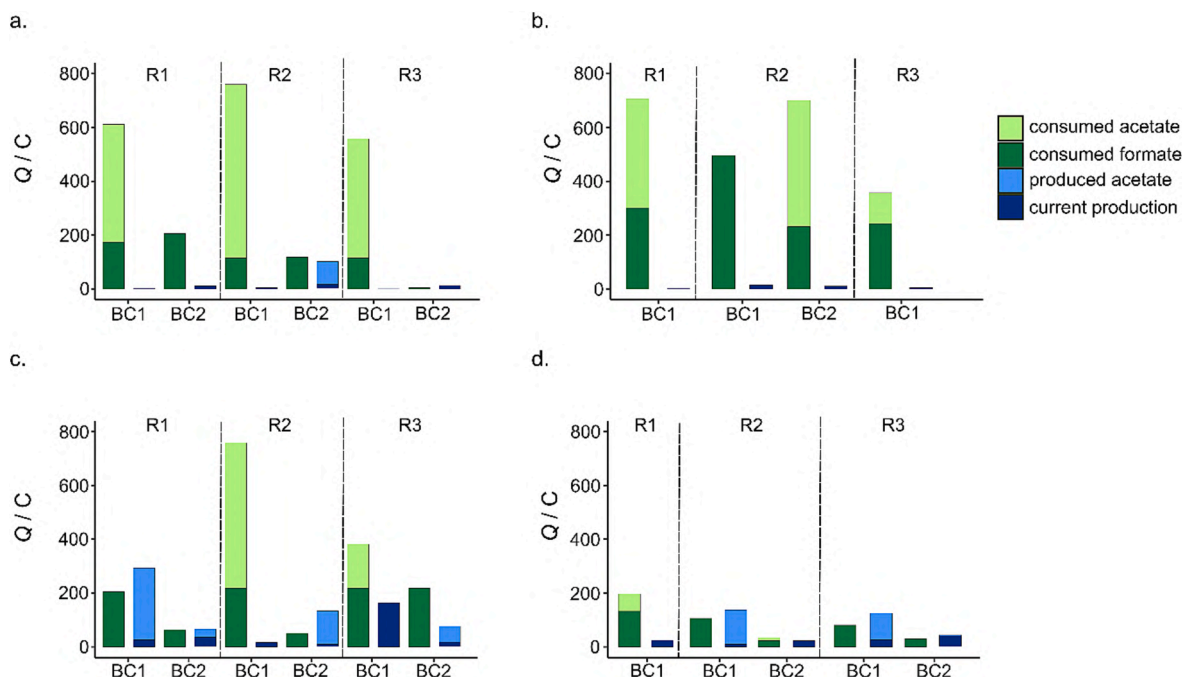 a.
R1 R2 R3
800
600
400
200
0
Q / C
BC1 BC2 BC1 BC2 BC1 BC2
b.
R1 R2 R3
800
600
400
200
0
Q / C
BC1 BC1 BC2 BC1
consumed acetate
consumed formate
produced acetate
current production
c.
R1 R2 R3
800
600
400
200
0
Q / C
BC1 BC2 BC1 BC2 BC1 BC2
d.
R1 R2 R3
800
600
400
200
0
Q / C
BC1 BC1 BC2 BC1 BC2